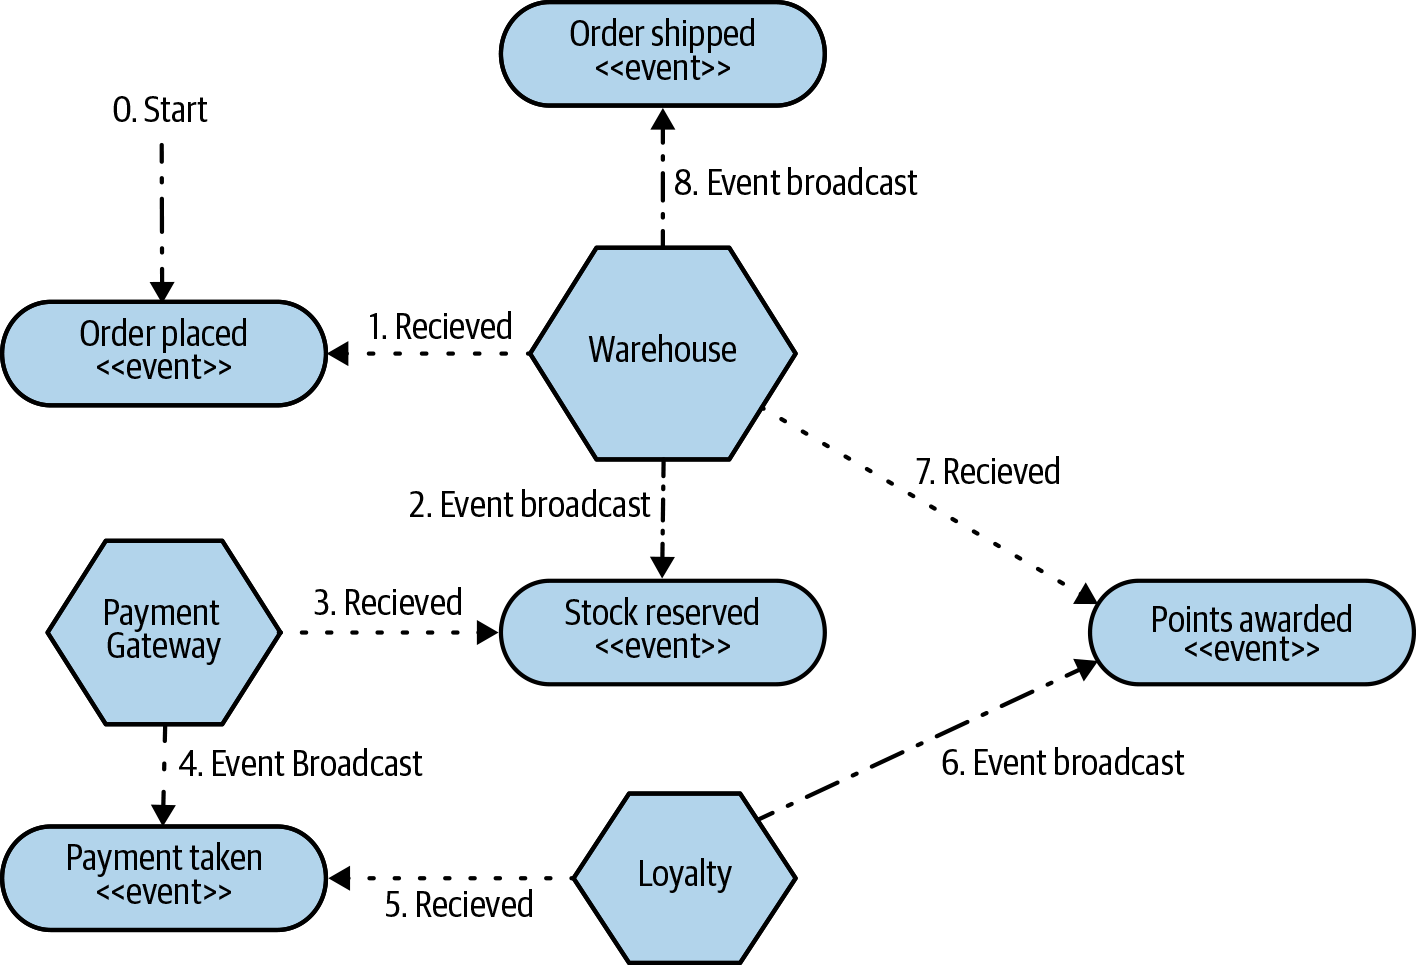 Order shipped
<<event>>
0. Start
8. Event broadcast
Order placed
<<event>>
1. Recieved
Warehouse
7. Recieved
2. Event broadcast
Payment
Gateway
3. Recieved
Stock reserved
<<event>>
Points awarded
<<event>>
4. Event Broadcast
6. Event broadcast
Payment taken
<<event>>
5. Recieved
Loyalty